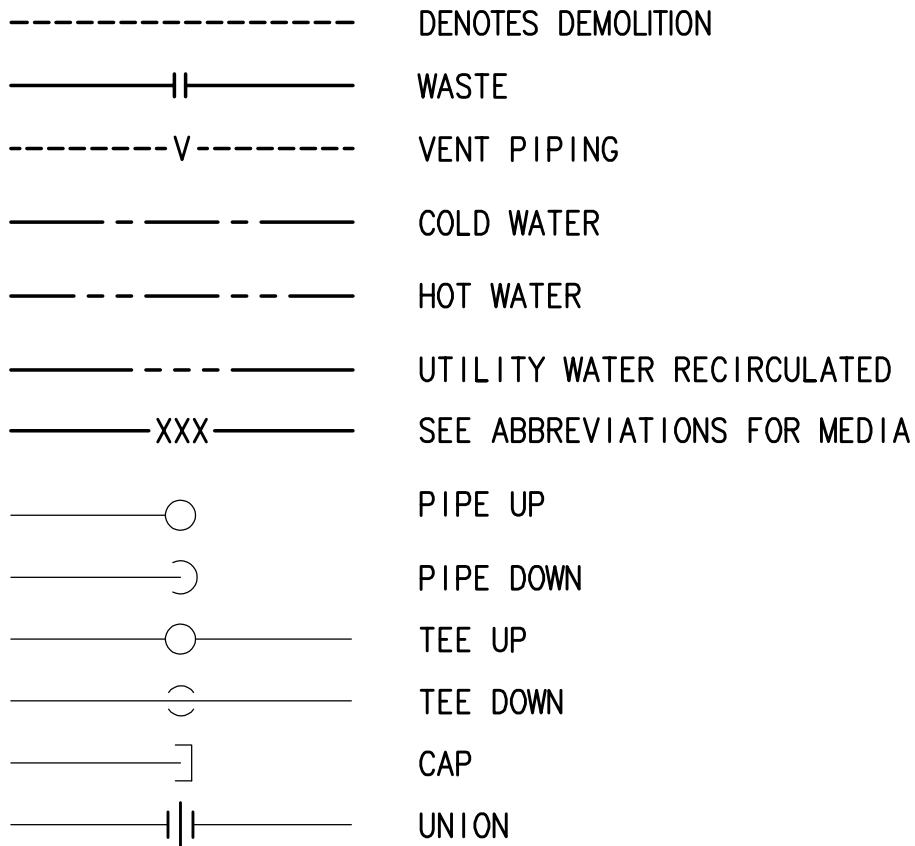 DENOTES DEMOLITION
WASTE
V VENT PIPING
COLD WATER
HOT WATER
UTILITY WATER RECIRCULATED
XXX SEE ABBREVIATIONS FOR MEDIA
PIPE UP
PIPE DOWN
TEE UP
TEE DOWN
CAP
UNION